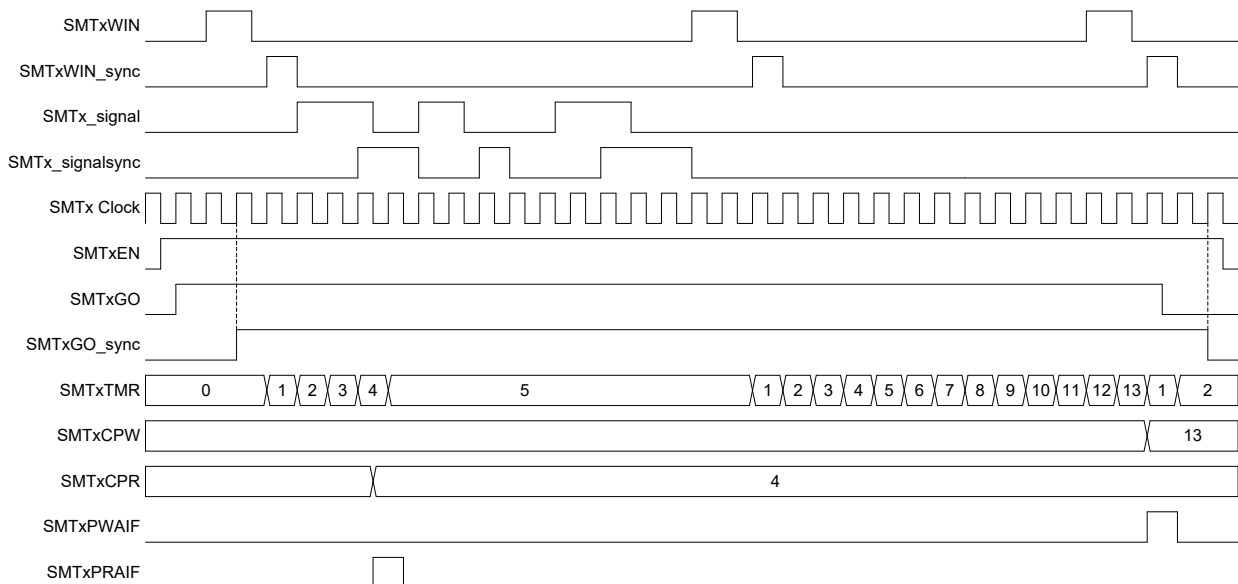 SMTxWIN
SMTxWIN_sync
SMTx_signal
SMTx_signalsync
SMTx Clock
SMTxEN
SMTxGO
SMTxGO_sync
SMTxTMR 0 1 2 3 4 5 1 2 3 4 5 6 7 8 9 10 11 12 13 1 2
SMTxCPW 13
SMTxCPR 4
SMTxPWAIF
SMTxPRAIF